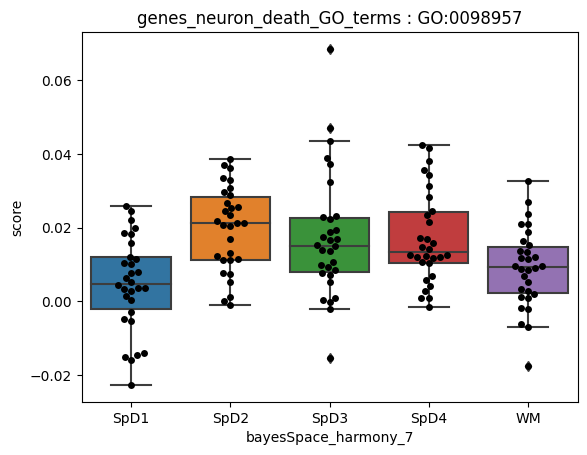 genes_neuron_death_GO_terms : GO:0098957
score
0.06
0.04
0.02
0.00
−0.02
SpD1 SpD2 SpD3 SpD4 WM
bayesSpace_harmony_7